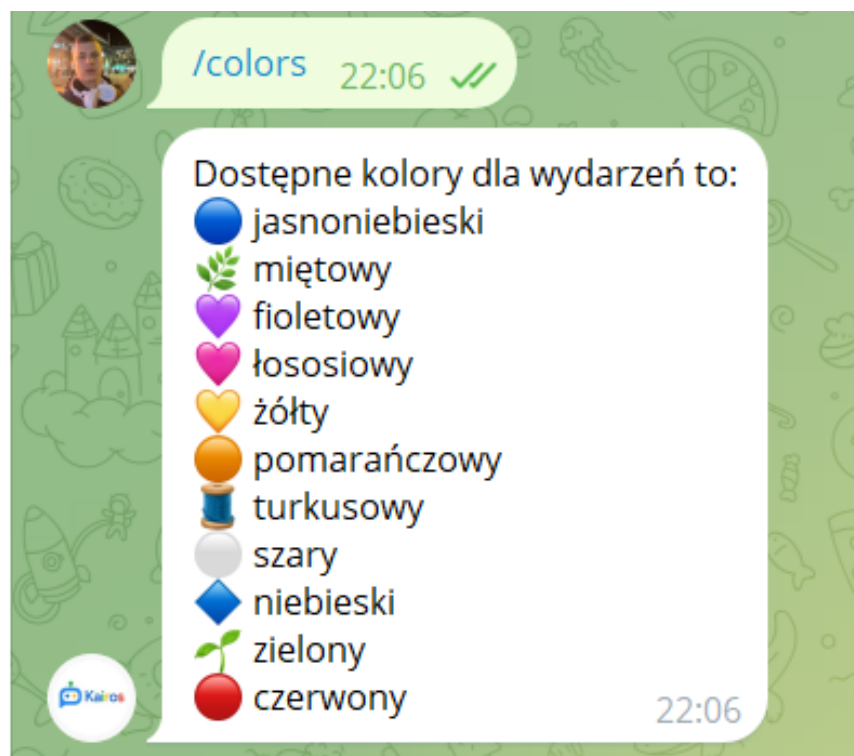 /colors 22:06
Dostępne kolory dla wydarzeń to:
🔵 jasnoniebieski
🌿 miętowy
💜 fioletowy
🩷 łososiowy
💛 żółty
🟠 pomarańczowy
🧵 turkusowy
⚪ szary
🔷 niebieski
🌱 zielony
🔴 czerwony
22:06
Kairos